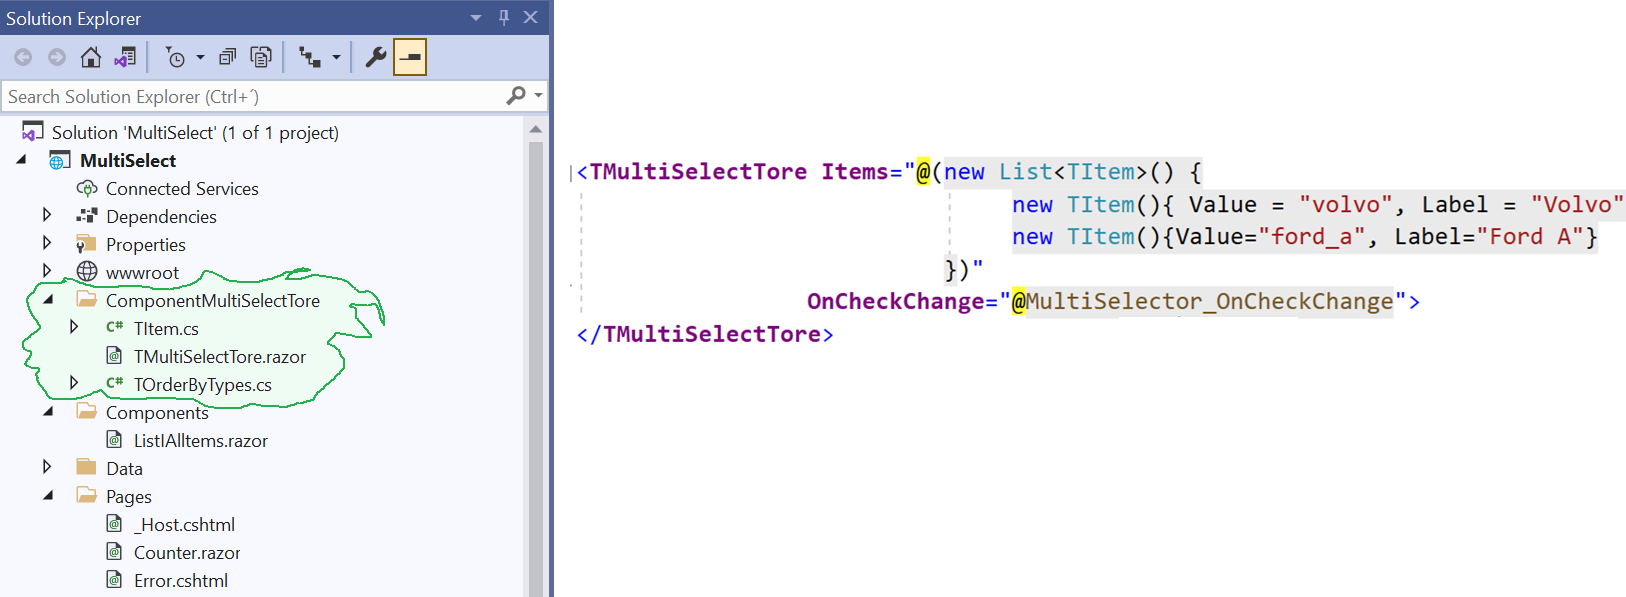 Solution Explorer
Search Solution Explorer (Ctrl+´)
Solution 'MultiSelect' (1 of 1 project)
MultiSelect
Connected Services
Dependencies
Properties
wwwroot
ComponentMultiSelectTore
C# TItem.cs
TMultiSelectTore.razor
C# TOrderByTypes.cs
Components
ListIAllItems.razor
Data
Pages
_Host.cshtml
Counter.razor
Error.cshtml
<TMultiSelectTore Items="@(new List<TItem>() {
new TItem(){ Value = "volvo", Label = "Volvo"
new TItem(){Value="ford_a", Label="Ford A"}
})"
OnCheckChange="@MultiSelector_OnCheckChange">
</TMultiSelectTore>